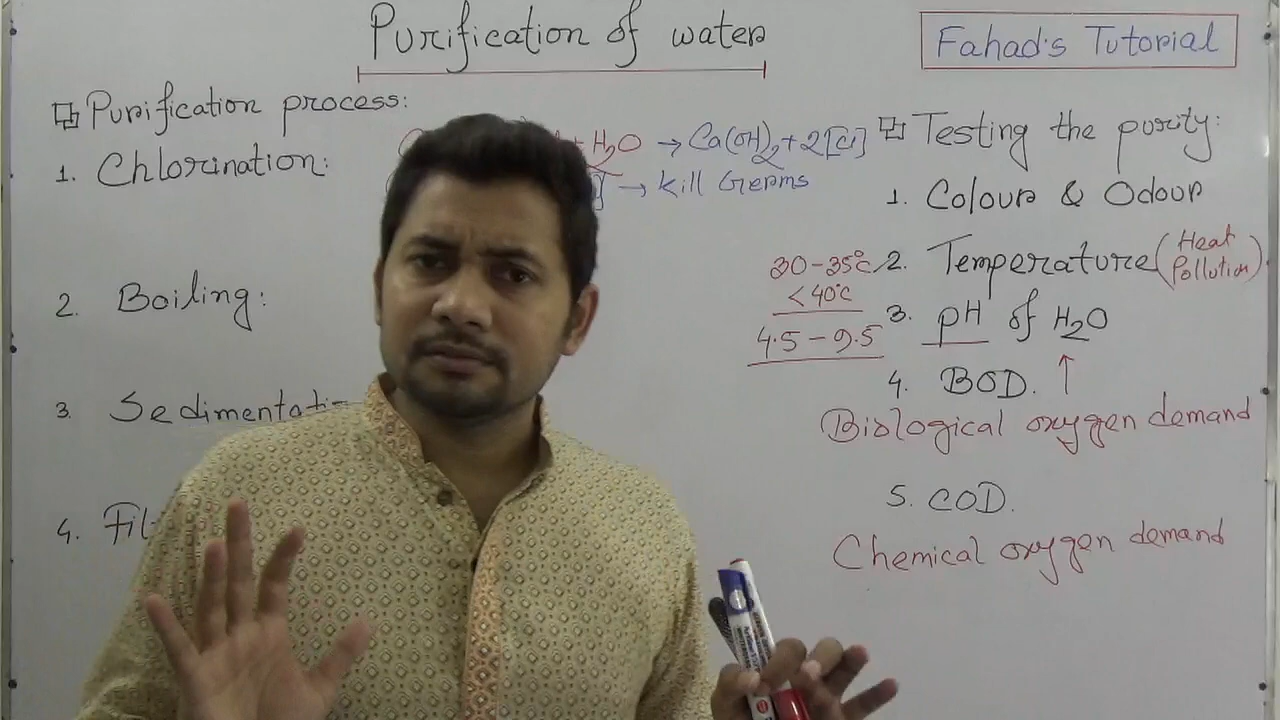 Purification of water
Fahad's Tutorial
Purification process:
1. Chlorination:
+ H2O → Ca(OH)2 + 2[Cl]
] → Kill Germs
2. Boiling:
3. Sedimentati
4. Fil
Testing the purity:
1. Colour & Odour
30-35°C 2. Temperature (Heat Pollution)
< 40°C
4.5 - 9.5 3. pH of H2O
4. BOD. ↑
Biological oxygen demand
5. COD.
Chemical oxygen demand